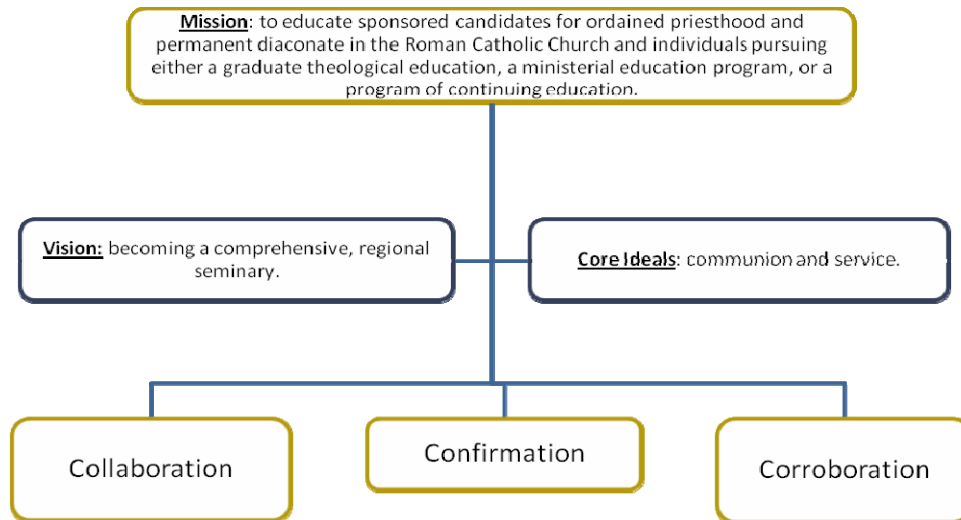 Mission: to educate sponsored candidates for ordained priesthood and
permanent diaconate in the Roman Catholic Church and individuals pursuing
either a graduate theological education, a ministerial education program, or a
program of continuing education.
Vision: becoming a comprehensive, regional
seminary.
Core Ideals: communion and service.
Collaboration
Confirmation
Corroboration